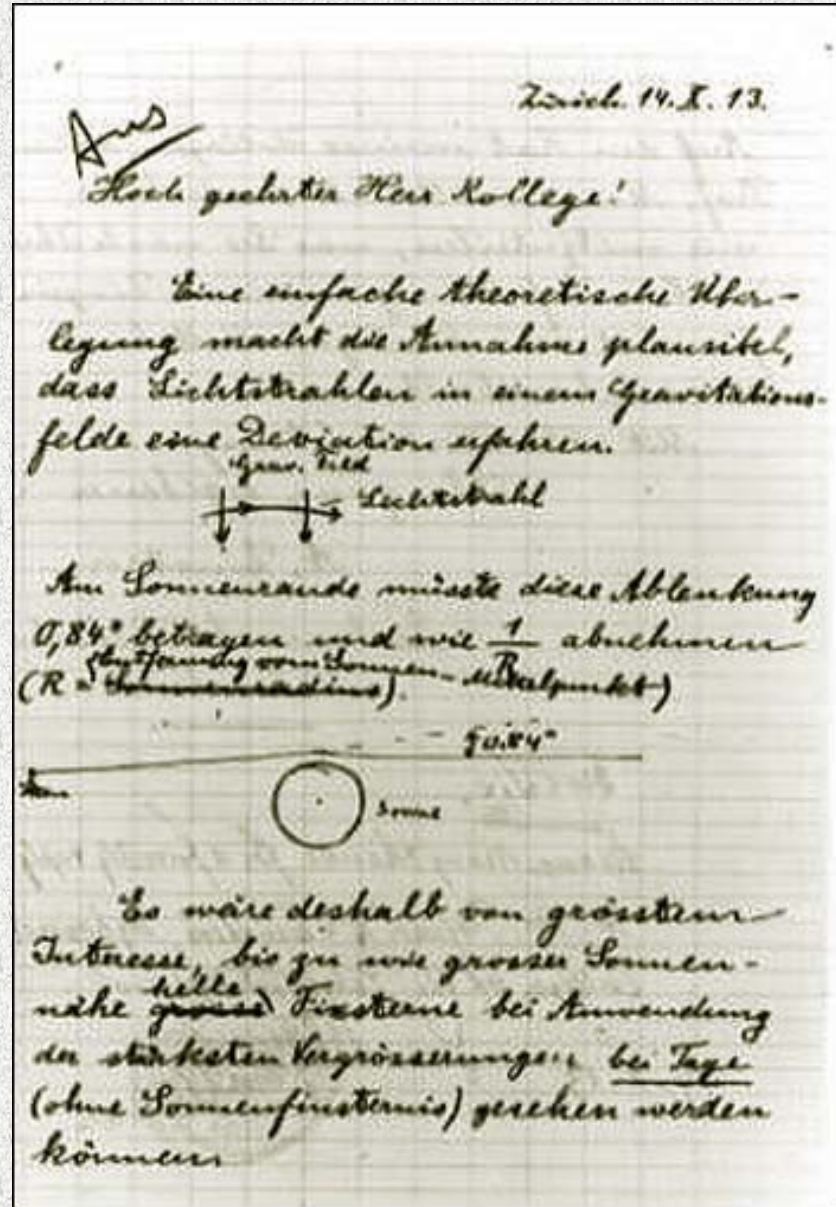 Zürich. 14. X. 13.
Aus
Hoch geehrter Herr Kollege!
Eine einfache theoretische Über-
legung macht die Annahme plausibel,
dass Lichtstrahlen in einem Gravitations-
felde eine Deviation erfahren.
Grav. Feld
Lichtstrahl
Am Sonnenrande müsste diese Ablenkung
0,84" betragen und wie 1/R abnehmen
(R = Entfernung vom Sonnen-Mittelpunkt)
Sonnenradius).
0.84"
Sonne
Es wäre deshalb von grösstem
Interesse, bis zu wie grosser Sonnen-
helle
nähe grosse Fixsterne bei Anwendung
der stärksten Vergrösserungen bei Tage
(ohne Sonnenfinsternis) gesehen werden
können.